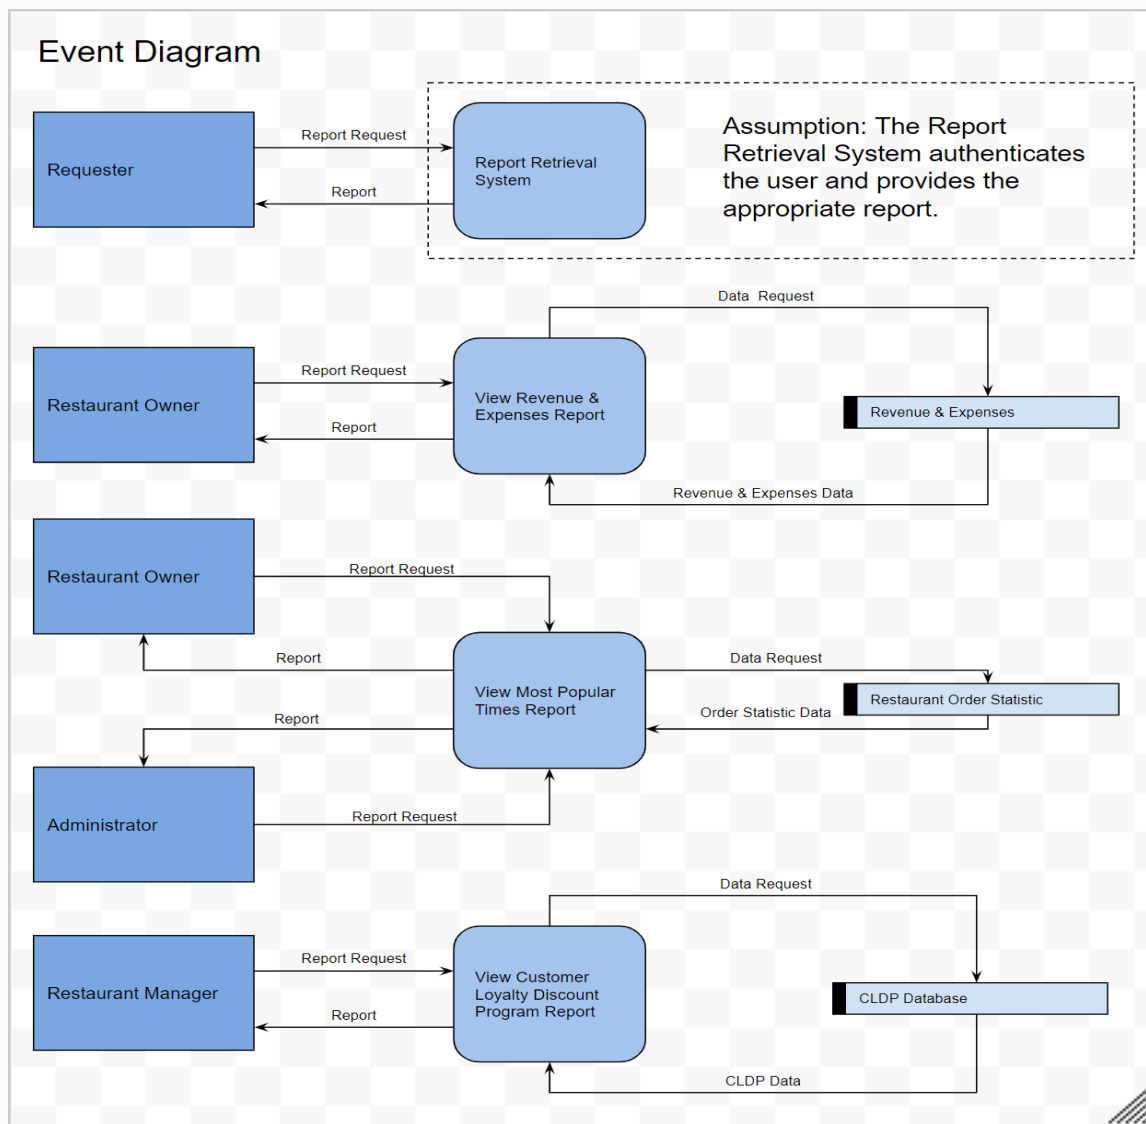 Event Diagram
Requester
Report Request
Report
Report Retrieval
System
Assumption: The Report
Retrieval System authenticates
the user and provides the
appropriate report.
Data  Request
Restaurant Owner
Report Request
Report
View Revenue &
Expenses Report
Revenue & Expenses
Revenue & Expenses Data
Restaurant Owner
Report Request
Report
View Most Popular
Times Report
Data Request
Restaurant Order Statistic
Order Statistic Data
Report
Administrator
Report Request
Data Request
Restaurant Manager
Report Request
Report
View Customer
Loyalty Discount
Program Report
CLDP Database
CLDP Data